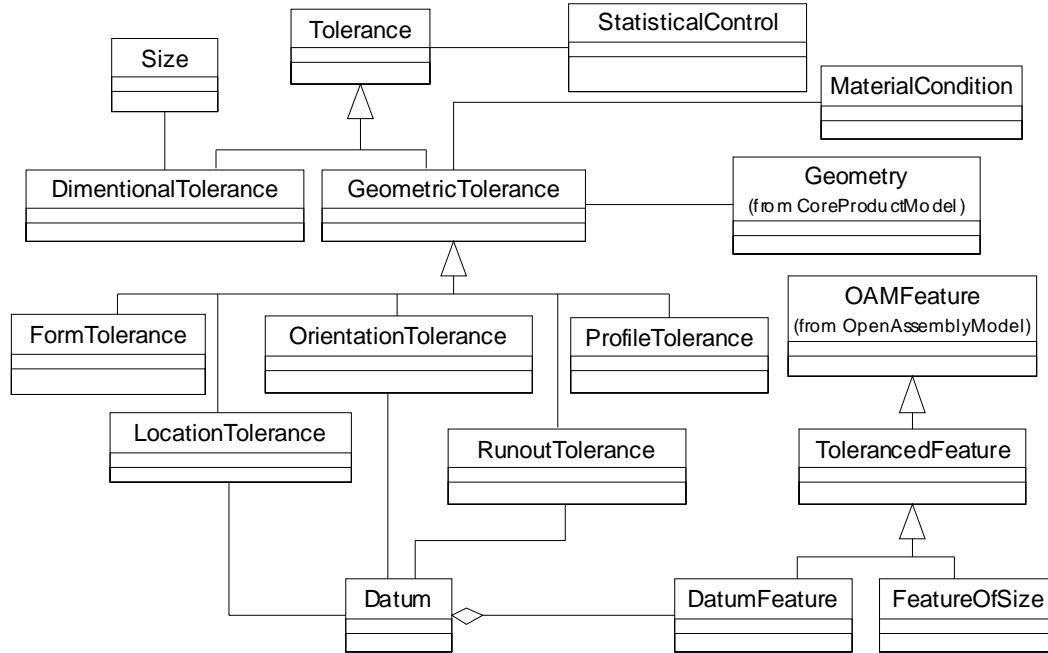 Tolerance
StatisticalControl
Size
MaterialCondition
DimentionalTolerance
GeometricTolerance
Geometry
(from CoreProductModel)
OAMFeature
(from OpenAssemblyModel)
FormTolerance
OrientationTolerance
ProfileTolerance
LocationTolerance
RunoutTolerance
TolerancedFeature
Datum
DatumFeature
FeatureOfSize